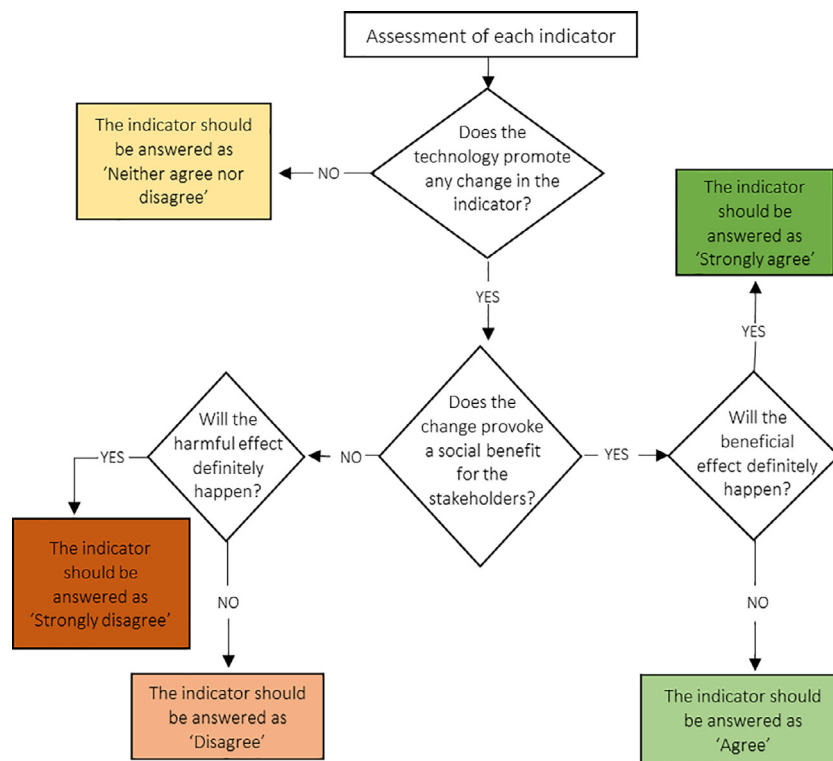 Assessment of each indicator
Does the
technology promote
any change in the
indicator?
NO
The indicator should
be answered as
‘Neither agree nor
disagree’
YES
Does the
change provoke
a social benefit
for the
stakeholders?
NO
Will the
harmful effect
definitely
happen?
YES
The indicator
should be
answered as
‘Strongly disagree’
NO
The indicator should
be answered as
‘Disagree’
YES
Will the
beneficial
effect definitely
happen?
YES
The indicator
should be
answered as
‘Strongly agree’
NO
The indicator should
be answered as
‘Agree’